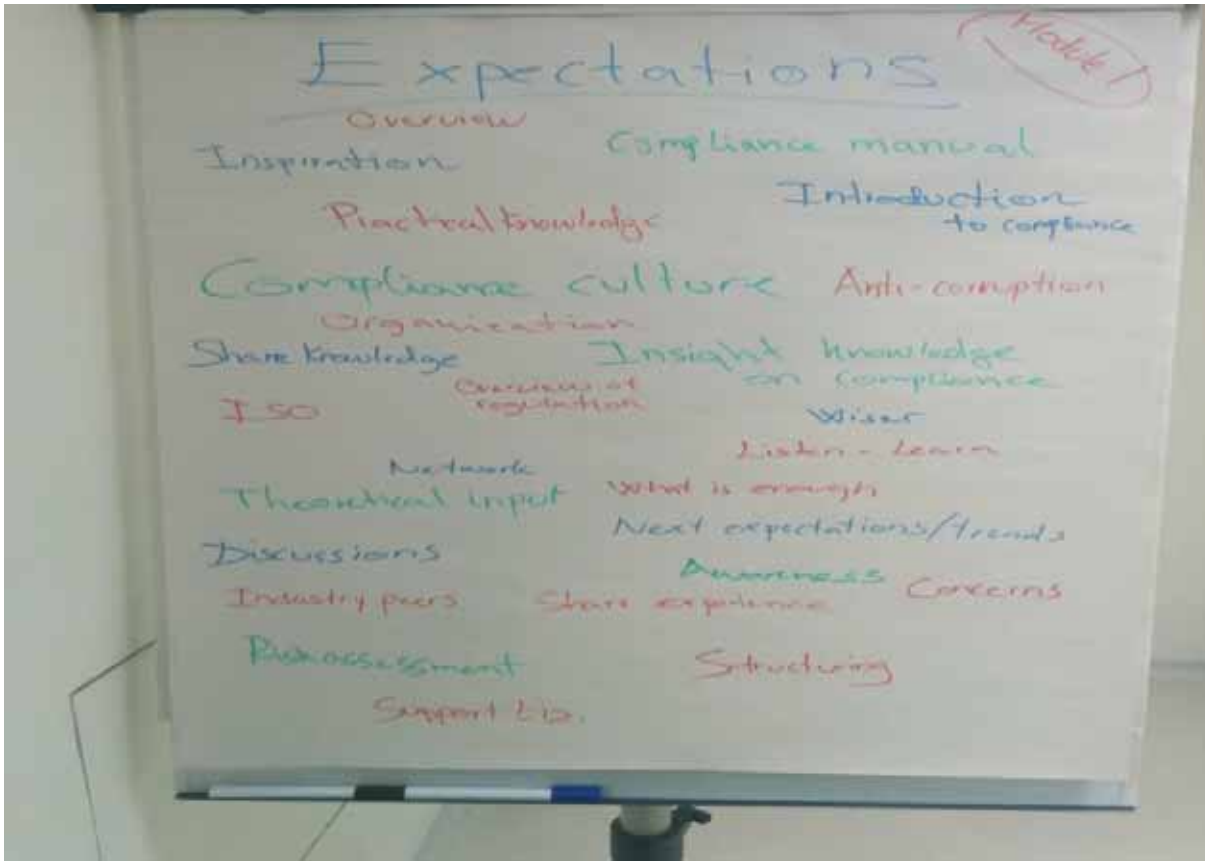 Expectations
Module 1
Overview
Compliance manual
Inspiration
Introduction
to compliance
Practical knowledge
Compliance culture
Anti-corruption
Organization
Share knowledge
Insight knowledge
on compliance
Overview of
regulation
ISO
Wiser
Listen - Learn
Network
What is enough
Theoretical input
Next expectations/trends
Discussions
Awareness
Concerns
Industry peers
Share experience
Risk assessment
Structuring
Support